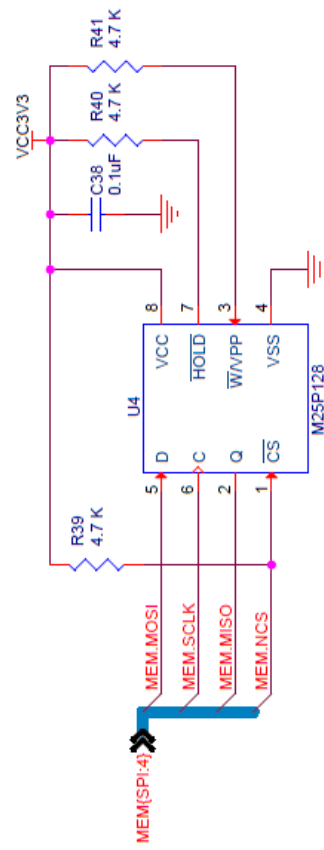 VCC3V3
R41
4.7 K
R40
4.7 K
C38
0.1uF
R39
4.7 K
U4
5
D
VCC
8
6
C
HOLD
7
2
Q
W/VPP
3
1
CS
VSS
4
M25P128
MEM.MOSI
MEM.SCLK
MEM.MISO
MEM.NCS
MEM{SPI:4}